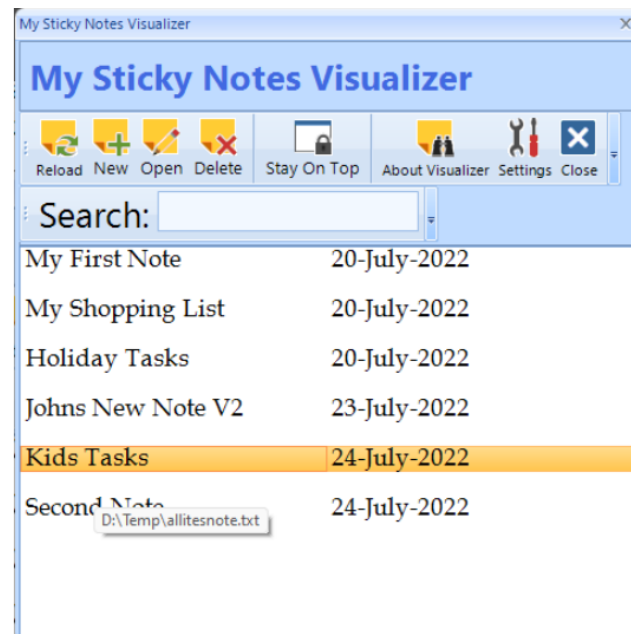 My Sticky Notes Visualizer
My Sticky Notes Visualizer
Reload New Open Delete Stay On Top About Visualizer Settings Close
Search:
My First Note 20-July-2022
My Shopping List 20-July-2022
Holiday Tasks 20-July-2022
Johns New Note V2 23-July-2022
Kids Tasks 24-July-2022
Second Note 24-July-2022
D:\Temp\allitesnote.txt